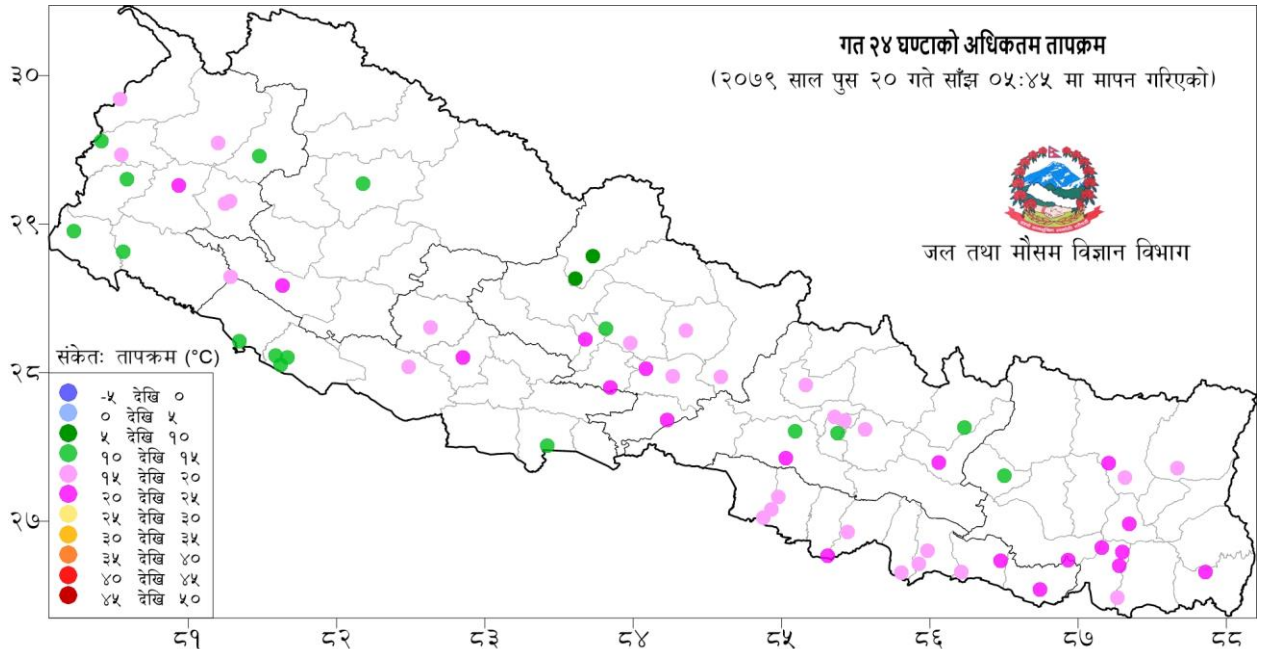 गत २४ घण्टाको अधिकतम तापक्रम
(२०७९ साल पुस २० गते साँझ ०५:४५ मा मापन गरिएको)
जल तथा मौसम विज्ञान विभाग
३०
२९
२८
२७
संकेतः तापक्रम (°C)
-५ देखि ०
० देखि ५
५ देखि १०
१० देखि १५
१५ देखि २०
२० देखि २५
२५ देखि ३०
३० देखि ३५
३५ देखि ४०
४० देखि ४५
४५ देखि ५०
८१ ८२ ८३ ८४ ८५ ८६ ८७ ८८